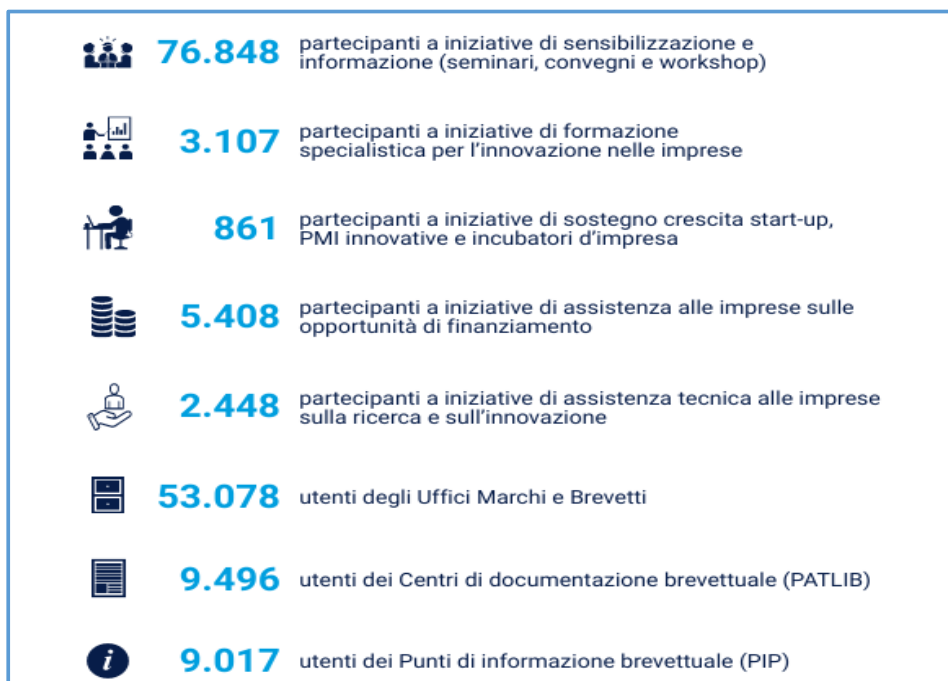 76.848 partecipanti a iniziative di sensibilizzazione e
informazione (seminari, convegni e workshop)
3.107 partecipanti a iniziative di formazione
specialistica per l'innovazione nelle imprese
861 partecipanti a iniziative di sostegno crescita start-up,
PMI innovative e incubatori d'impresa
5.408 partecipanti a iniziative di assistenza alle imprese sulle
opportunità di finanziamento
2.448 partecipanti a iniziative di assistenza tecnica alle imprese
sulla ricerca e sull'innovazione
53.078 utenti degli Uffici Marchi e Brevetti
9.496 utenti dei Centri di documentazione brevettuale (PATLIB)
i 9.017 utenti dei Punti di informazione brevettuale (PIP)